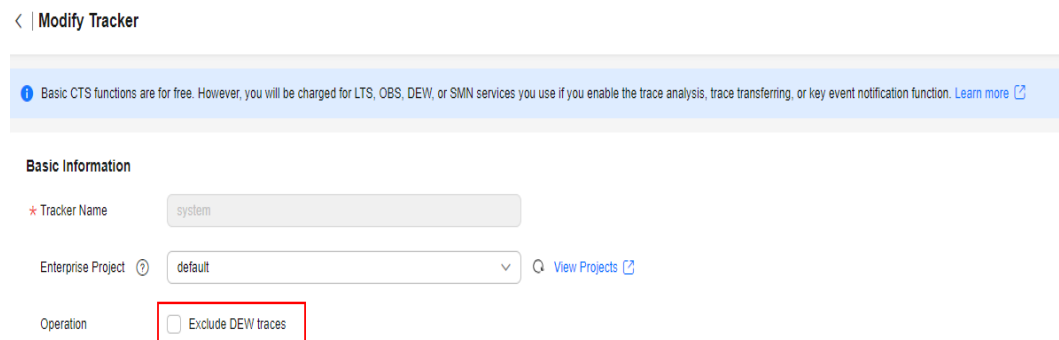 Modify Tracker
Basic CTS functions are for free. However, you will be charged for LTS, OBS, DEW, or SMN services you use if you enable the trace analysis, trace transferring, or key event notification function. Learn more
Basic Information
* Tracker Name system
Enterprise Project ? default View Projects
Operation Exclude DEW traces